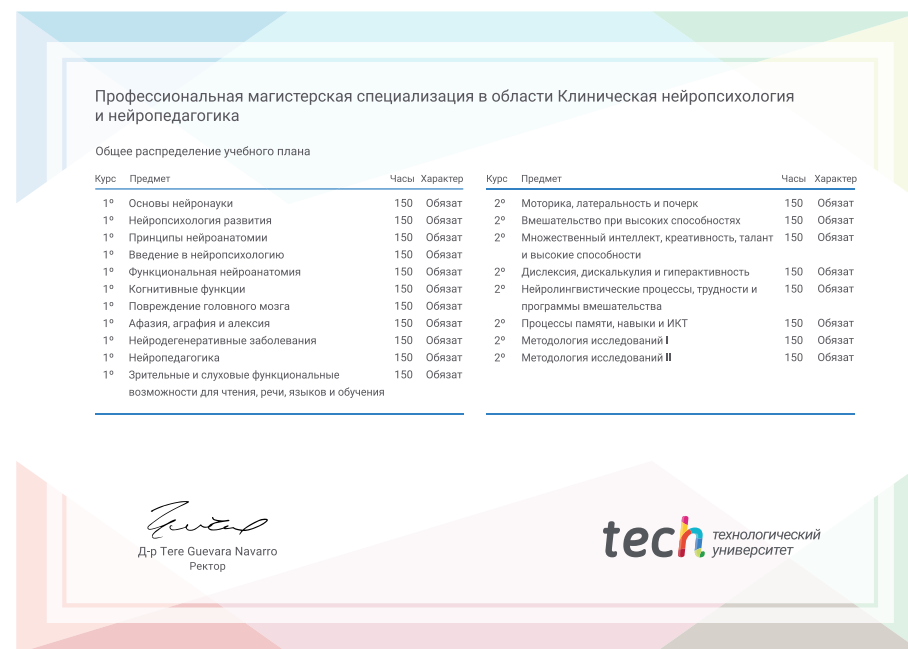 Профессиональная магистерская специализация в области Клиническая нейропсихология
и нейропедагогика
Общее распределение учебного плана
Курс Предмет Часы Характер
1º Основы нейронауки 150 Обязат
1º Нейропсихология развития 150 Обязат
1º Принципы нейроанатомии 150 Обязат
1º Введение в нейропсихологию 150 Обязат
1º Функциональная нейроанатомия 150 Обязат
1º Когнитивные функции 150 Обязат
1º Повреждение головного мозга 150 Обязат
1º Афазия, аграфия и алексия 150 Обязат
1º Нейродегенеративные заболевания 150 Обязат
1º Нейропедагогика 150 Обязат
1º Зрительные и слуховые функциональные 150 Обязат
возможности для чтения, речи, языков и обучения
Курс Предмет Часы Характер
2º Моторика, латеральность и почерк 150 Обязат
2º Вмешательство при высоких способностях 150 Обязат
2º Множественный интеллект, креативность, талант 150 Обязат
и высокие способности
2º Дислексия, дискалькулия и гиперактивность 150 Обязат
2º Нейролингвистические процессы, трудности и 150 Обязат
программы вмешательства
2º Процессы памяти, навыки и ИКТ 150 Обязат
2º Методология исследований I 150 Обязат
2º Методология исследований II 150 Обязат
Д-р Tere Guevara Navarro
Ректор
tech технологический
университет